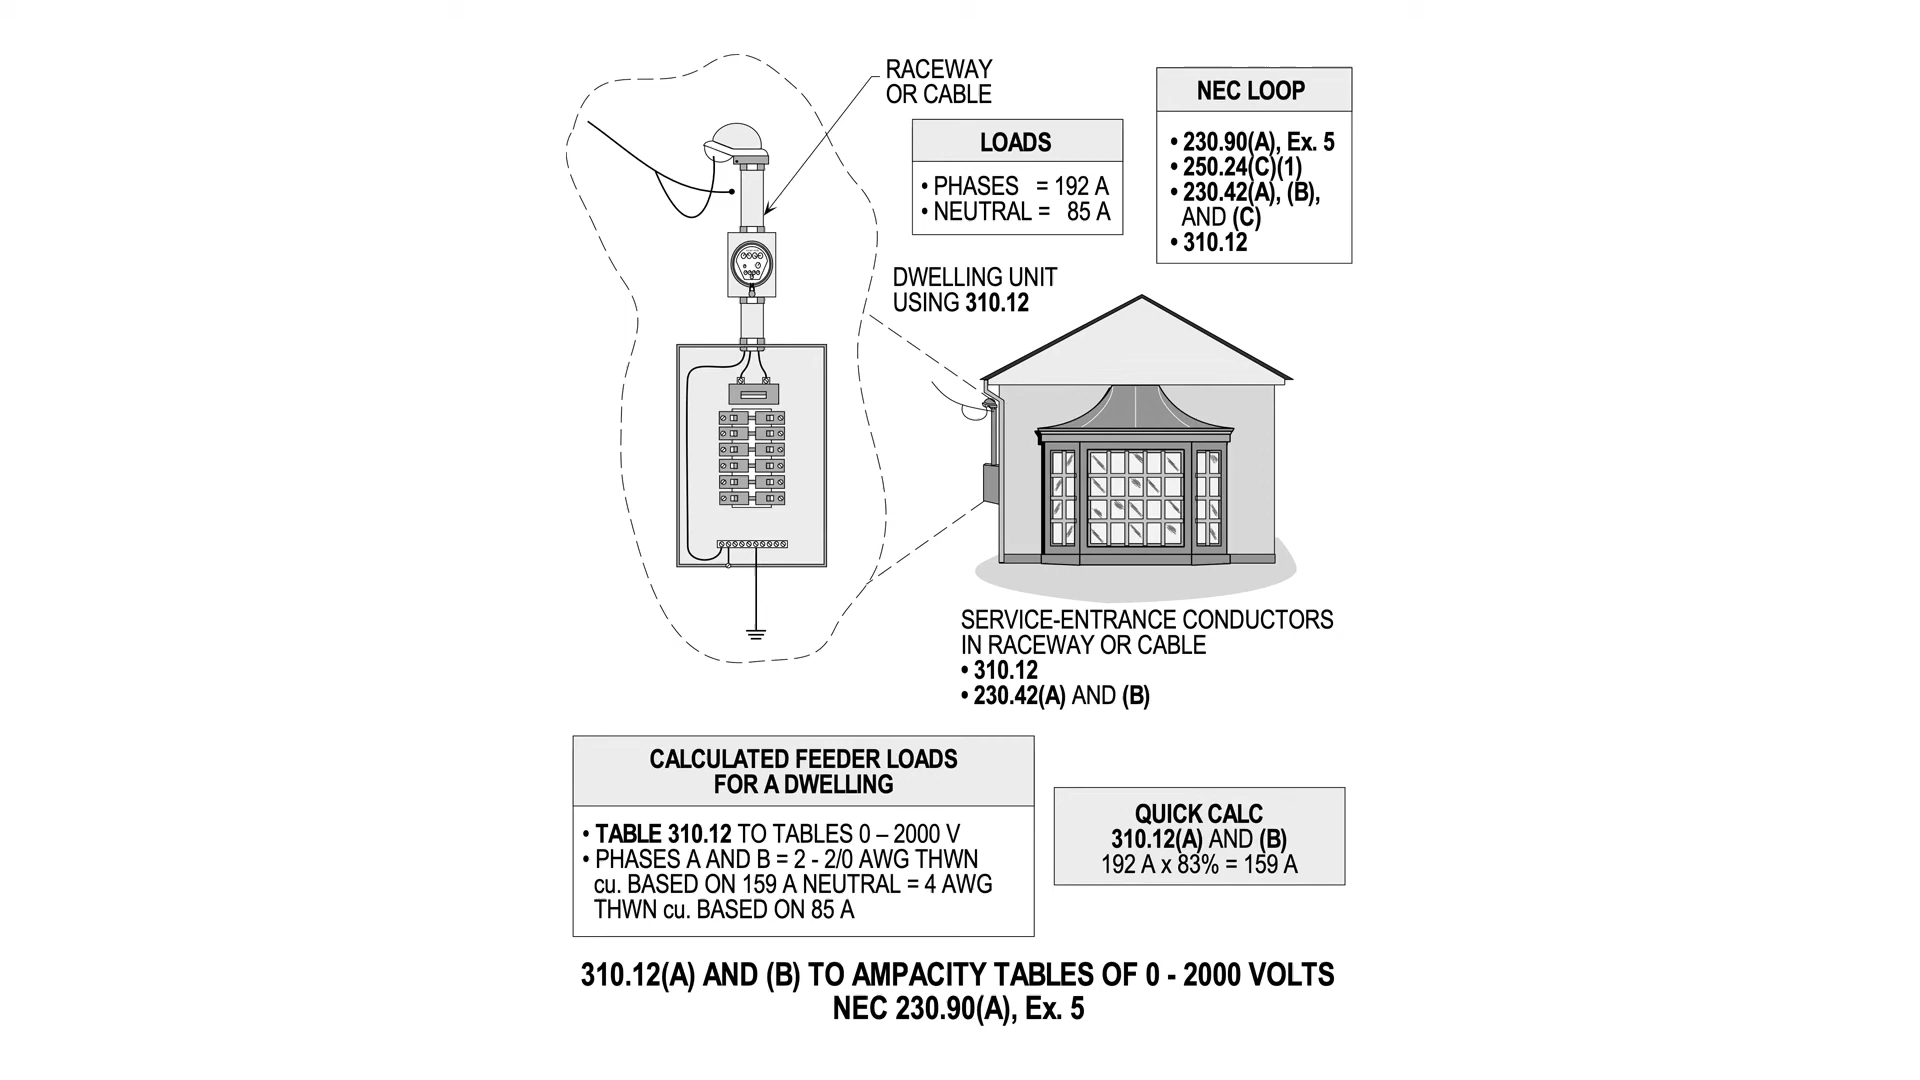 RACEWAY
OR CABLE
LOADS
• PHASES = 192 A
• NEUTRAL = 85 A
NEC LOOP
• 230.90(A), Ex. 5
• 250.24(C)(1)
• 230.42(A), (B),
AND (C)
• 310.12
DWELLING UNIT
USING 310.12
SERVICE-ENTRANCE CONDUCTORS
IN RACEWAY OR CABLE
• 310.12
• 230.42(A) AND (B)
CALCULATED FEEDER LOADS
FOR A DWELLING
• TABLE 310.12 TO TABLES 0 – 2000 V
• PHASES A AND B = 2 - 2/0 AWG THWN
cu. BASED ON 159 A NEUTRAL = 4 AWG
THWN cu. BASED ON 85 A
QUICK CALC
310.12(A) AND (B)
192 A x 83% = 159 A
310.12(A) AND (B) TO AMPACITY TABLES OF 0 - 2000 VOLTS
NEC 230.90(A), Ex. 5